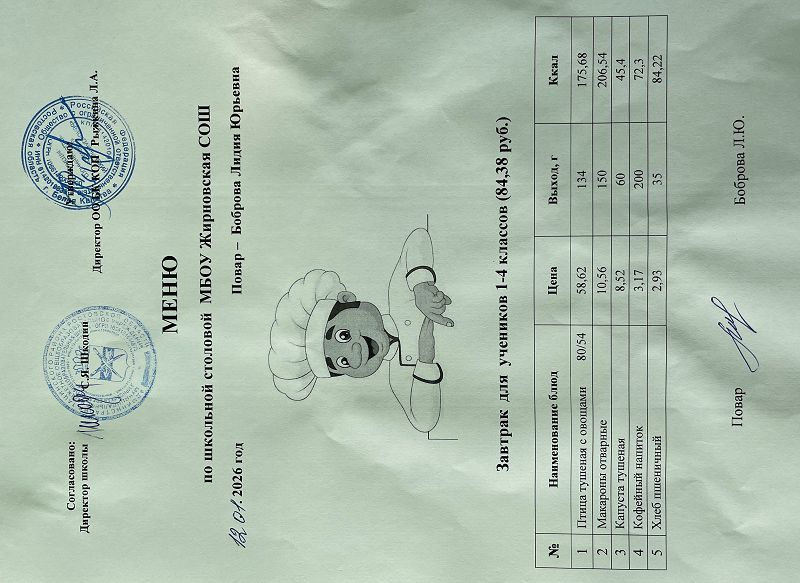 Согласовано:
Директор школы С.Я. Шкодин
Утверждаю:
Директор Рыжкина Л.А.
МЕНЮ
по школьной столовой МБОУ Жирновская СОШ
12.01.2026 год Повар – Боброва Лидия Юрьевна
Завтрак для учеников 1-4 классов (84,38 руб.)
№ Наименование блюд Цена Выход, г Ккал
1 Птица тушеная с овощами 80/54 58,62 134 175,68
2 Макароны отварные 10,56 150 206,54
3 Капуста тушеная 8,52 60 45,4
4 Кофейный напиток 3,17 200 72,3
5 Хлеб пшеничный 2,93 35 84,22
Повар Боброва Л.Ю.